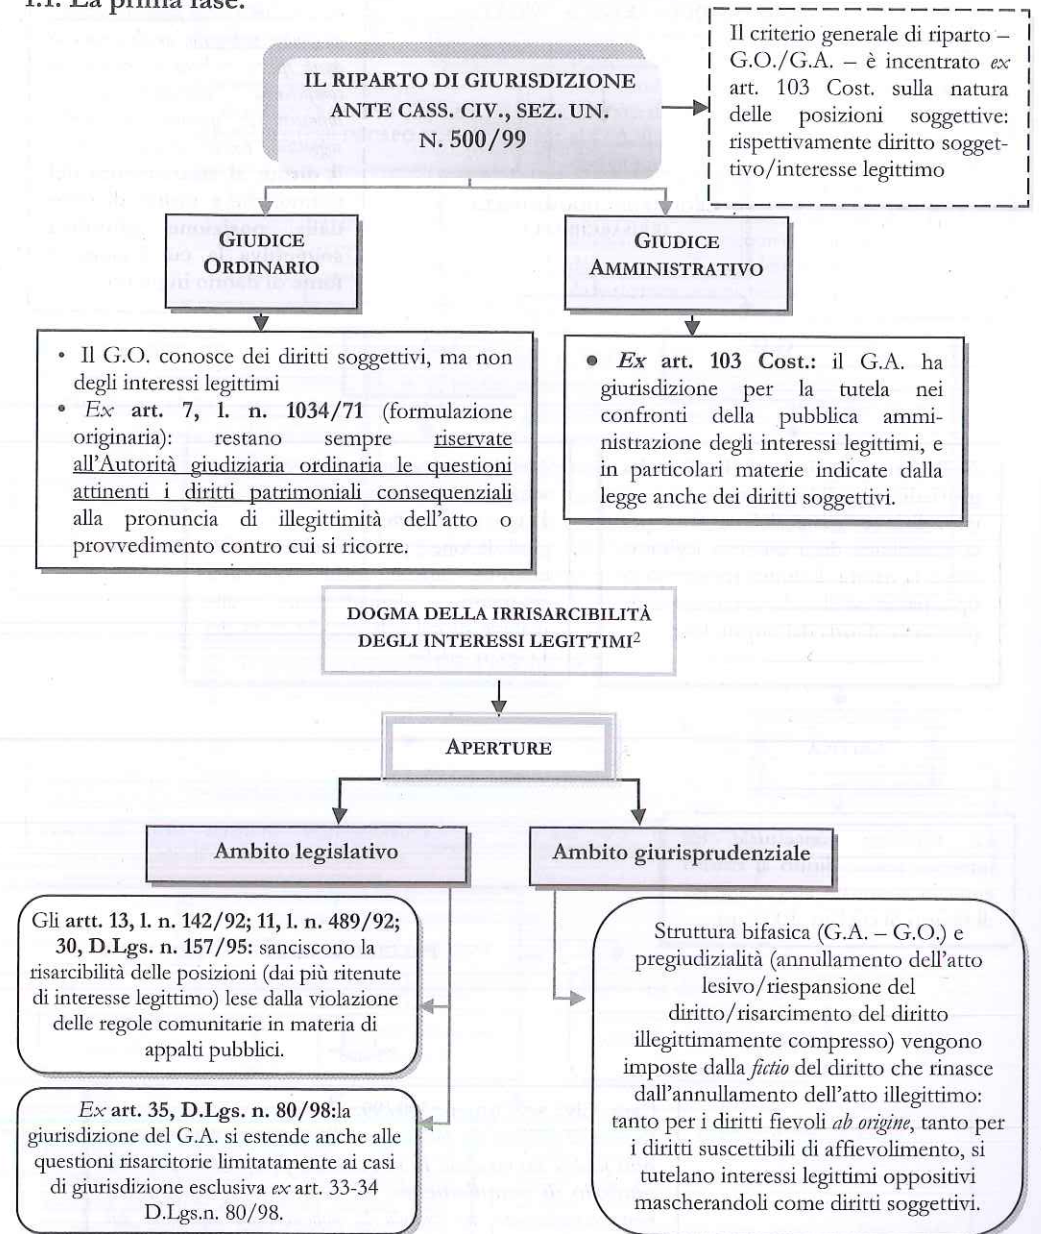 1.1. La prima fase.
IL RIPARTO DI GIURISDIZIONE
ANTE CASS. CIV., SEZ. UN.
N. 500/99
Il criterio generale di riparto –
G.O./G.A. – è incentrato ex
art. 103 Cost. sulla natura
delle posizioni soggettive:
rispettivamente diritto sogget-
tivo/interesse legittimo
GIUDICE
ORDINARIO
GIUDICE
AMMINISTRATIVO
• Il G.O. conosce dei diritti soggettivi, ma non
degli interessi legittimi
• Ex art. 7, l. n. 1034/71 (formulazione
originaria): restano sempre riservate
all'Autorità giudiziaria ordinaria le questioni
attinenti i diritti patrimoniali consequenziali
alla pronuncia di illegittimità dell'atto o
provvedimento contro cui si ricorre.
• Ex art. 103 Cost.: il G.A. ha
giurisdizione per la tutela nei
confronti della pubblica ammi-
nistrazione degli interessi legittimi, e
in particolari materie indicate dalla
legge anche dei diritti soggettivi.
DOGMA DELLA IRRISARCIBILITÀ
DEGLI INTERESSI LEGITTIMI2
APERTURE
Ambito legislativo
Ambito giurisprudenziale
Gli artt. 13, l. n. 142/92; 11, l. n. 489/92;
30, D.Lgs. n. 157/95: sanciscono la
risarcibilità delle posizioni (dai più ritenute
di interesse legittimo) lese dalla violazione
delle regole comunitarie in materia di
appalti pubblici.
Ex art. 35, D.Lgs. n. 80/98:la
giurisdizione del G.A. si estende anche alle
questioni risarcitorie limitatamente ai casi
di giurisdizione esclusiva ex art. 33-34
D.Lgs.n. 80/98.
Struttura bifasica (G.A. – G.O.) e
pregiudizialità (annullamento dell'atto
lesivo/riespansione del
diritto/risarcimento del diritto
illegittimamente compresso) vengono
imposte dalla fictio del diritto che rinasce
dall'annullamento dell'atto illegittimo:
tanto per i diritti fievoli ab origine, tanto per
i diritti suscettibili di affievolimento, si
tutelano interessi legittimi oppositivi
mascherandoli come diritti soggettivi.